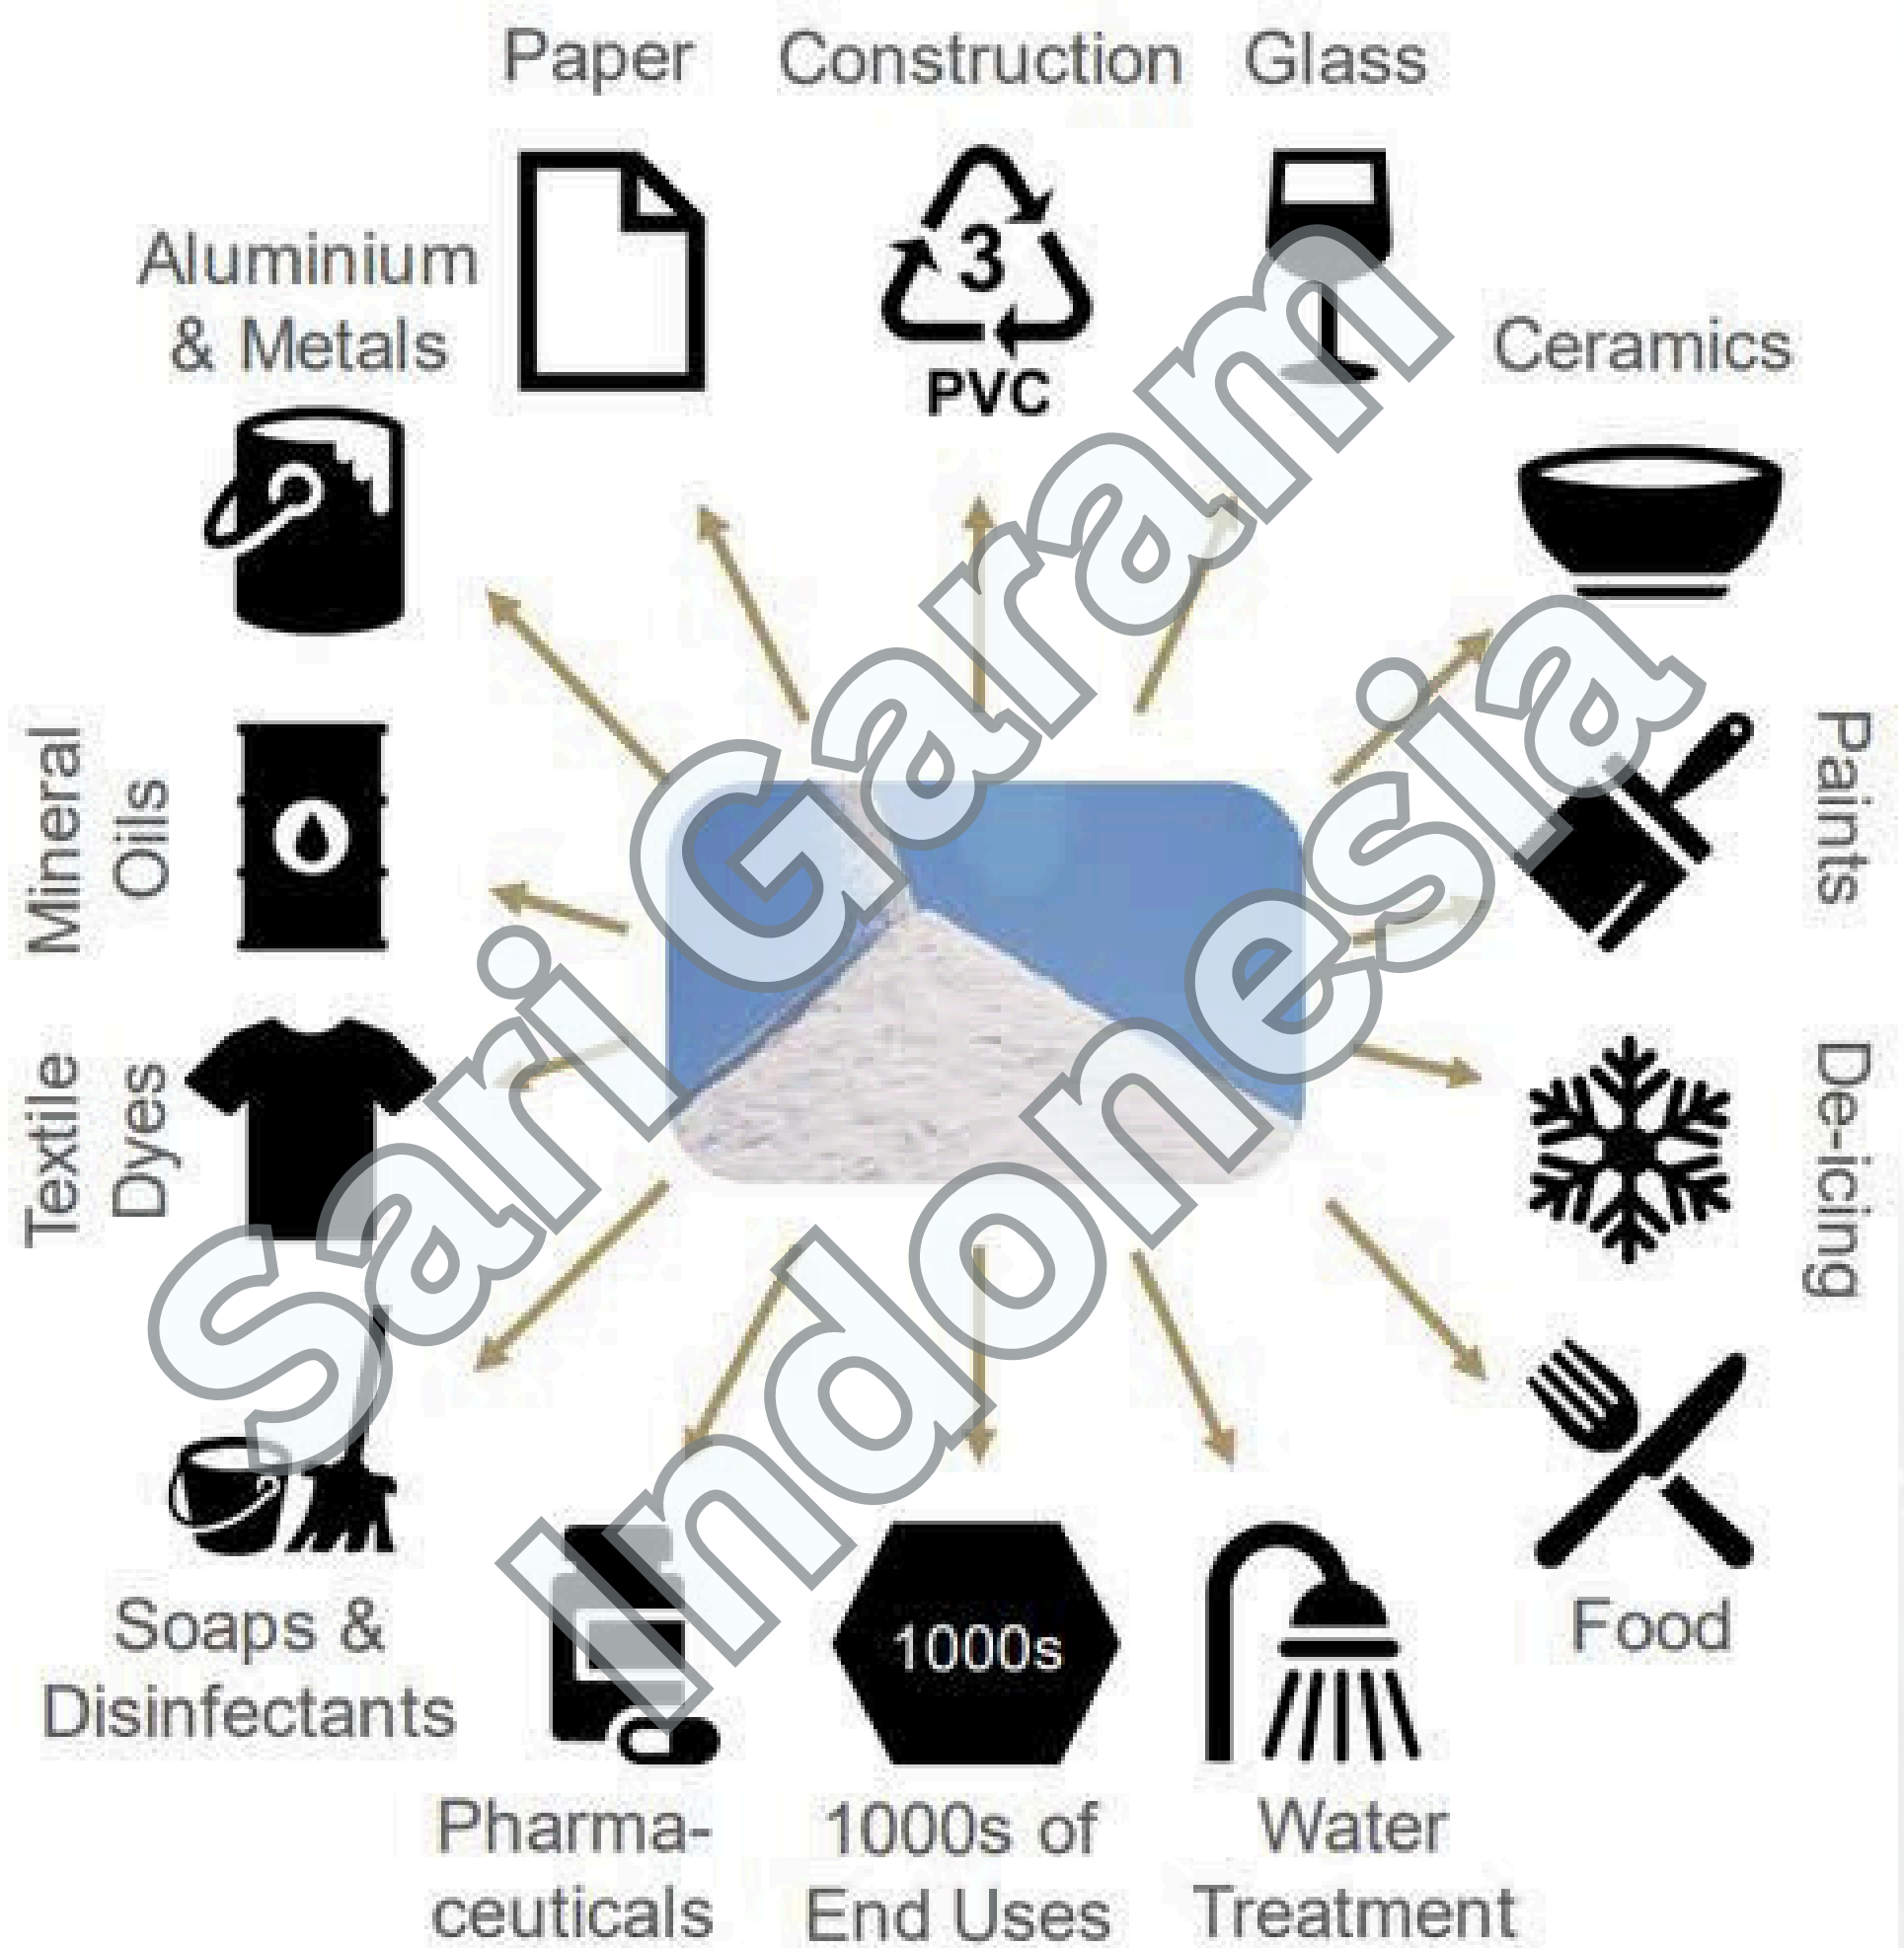 Paper
Construction
Glass
Aluminium
& Metals
3
PVC
Ceramics
Mineral
Oils
Paints
Textile
Dyes
De-icing
Soaps &
Disinfectants
Food
Pharma-
ceuticals
1000s
1000s of
End Uses
Water
Treatment
Sari Garam
Indonesia